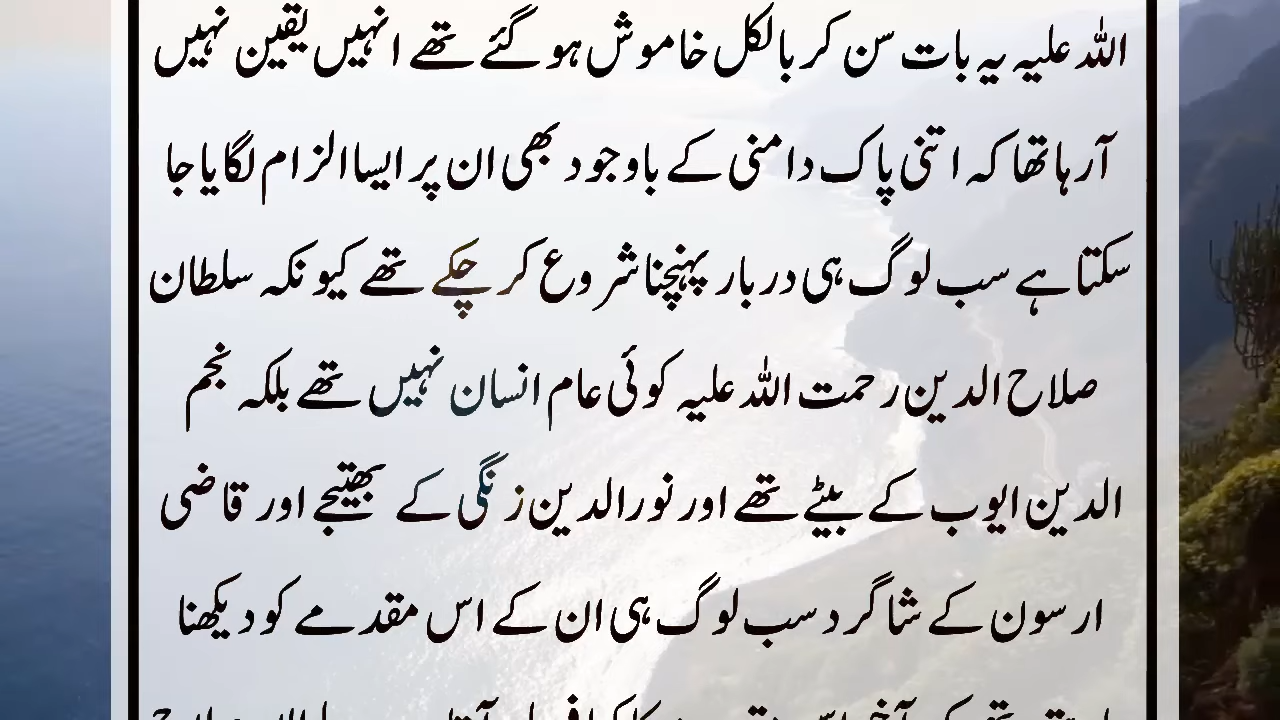 اللہ علیہ یہ بات سن کر بالکل خاموش ہو گئے تھے انہیں یقین نہیں
آرہا تھا کہ اتنی پاک دامنی کے باوجود بھی ان پر ایسا الزام لگایا جا
سکتا ہے سب لوگ ہی دربار پہنچنا شروع کر چکے تھے کیونکہ سلطان
صلاح الدین رحمت اللہ علیہ کوئی عام انسان نہیں تھے بلکہ نجم
الدین ایوب کے بیٹے تھے اور نور الدین زنگی کے بھتیجے اور قاضی
ارسون کے شاگرد سب لوگ ہی ان کے اس مقدمے کو دیکھنا